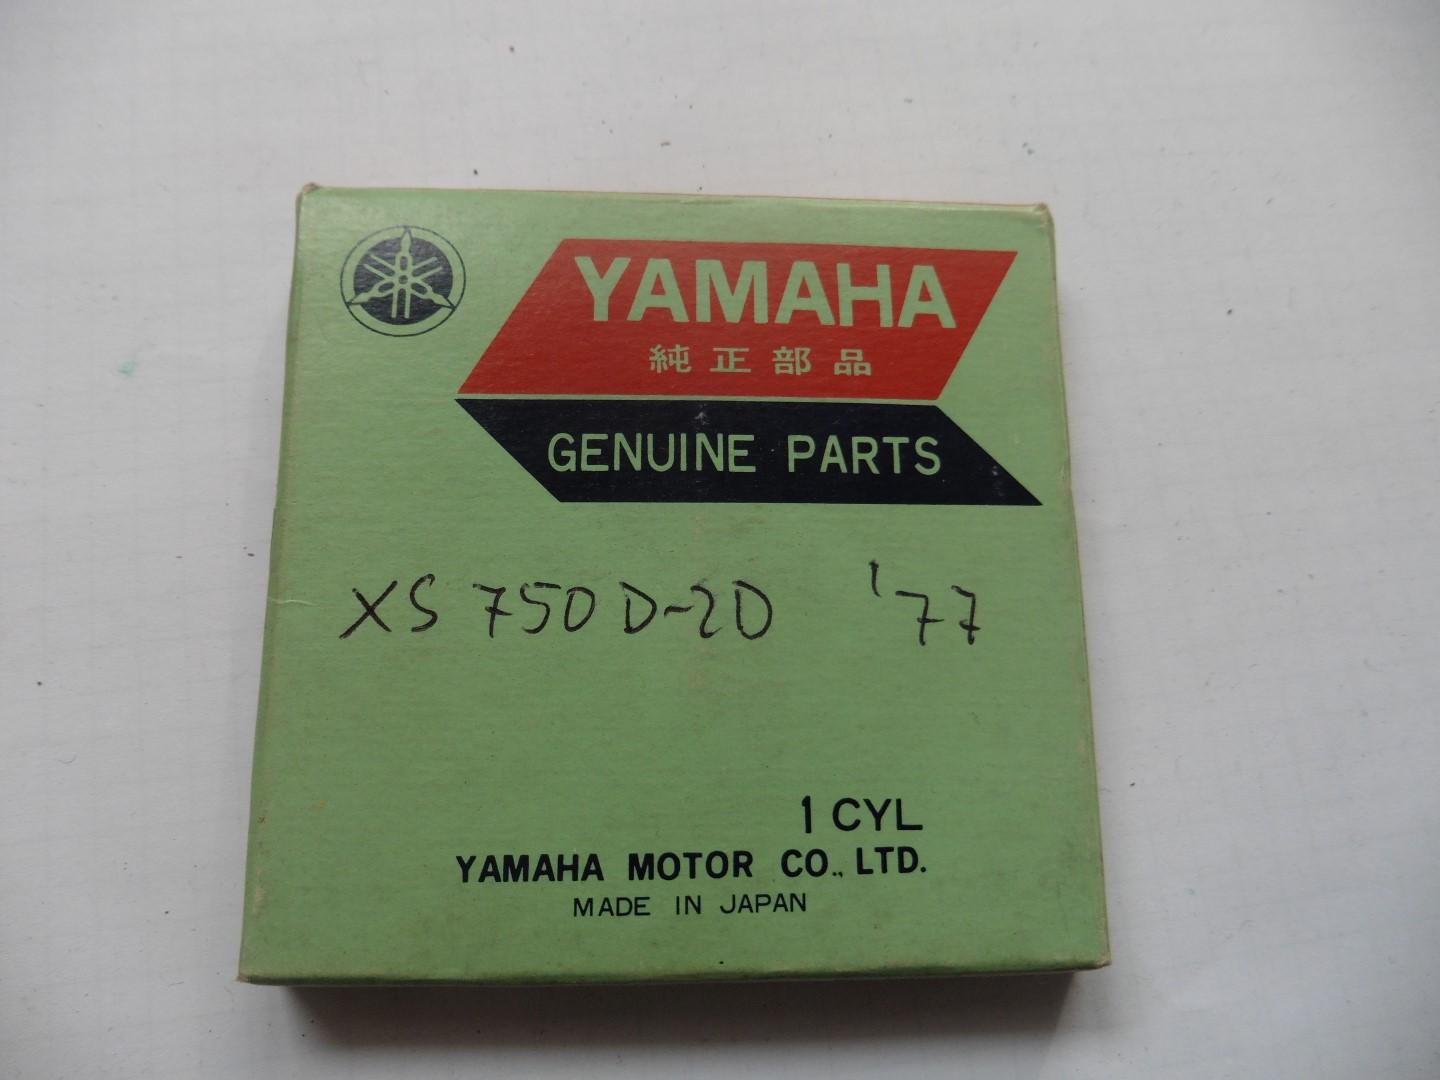 YAMAHA
純正部品
GENUINE PARTS
XS 750 D-2D '77
1 CYL
YAMAHA MOTOR CO., LTD.
MADE IN JAPAN